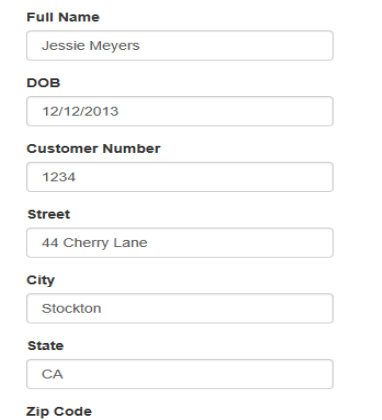 Full Name
Jessie Meyers
DOB
12/12/2013
Customer Number
1234
Street
44 Cherry Lane
City
Stockton
State
CA
Zip Code